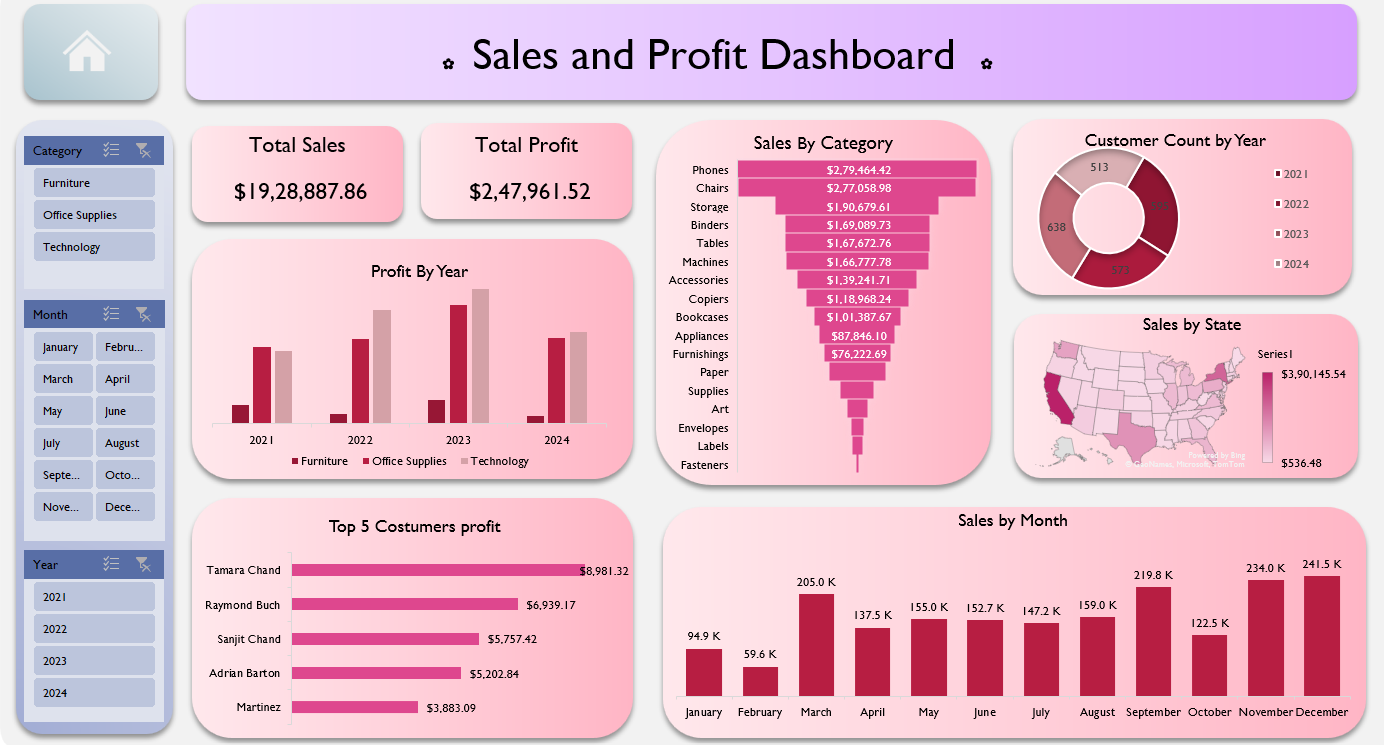 ✿ Sales and Profit Dashboard ✿
Category
Furniture
Office Supplies
Technology
Month
January Febru...
March April
May June
July August
Septe... Octo...
Nove... Dece...
Year
2021
2022
2023
2024
Total Sales
$19,28,887.86
Total Profit
$2,47,961.52
Profit By Year
2021 2022 2023 2024
Furniture Office Supplies Technology
Top 5 Costumers profit
Tamara Chand $8,981.32
Raymond Buch $6,939.17
Sanjit Chand $5,757.42
Adrian Barton $5,202.84
Martinez $3,883.09
Sales By Category
Phones $2,79,464.42
Chairs $2,77,058.98
Storage $1,90,679.61
Binders $1,69,089.73
Tables $1,67,672.76
Machines $1,66,777.78
Accessories $1,39,241.71
Copiers $1,18,968.24
Bookcases $1,01,387.67
Appliances $87,846.10
Furnishings $76,222.69
Paper
Supplies
Art
Envelopes
Labels
Fasteners
Customer Count by Year
513
638
573
2021
2022
2023
2024
Sales by State
Series1
$3,90,145.54
$536.48
Powered by Bing
© GeoNames, Microsoft, TomTom
Sales by Month
94.9 K 59.6 K 205.0 K 137.5 K 155.0 K 152.7 K 147.2 K 159.0 K 219.8 K 122.5 K 234.0 K 241.5 K
January February March April May June July August September October November December